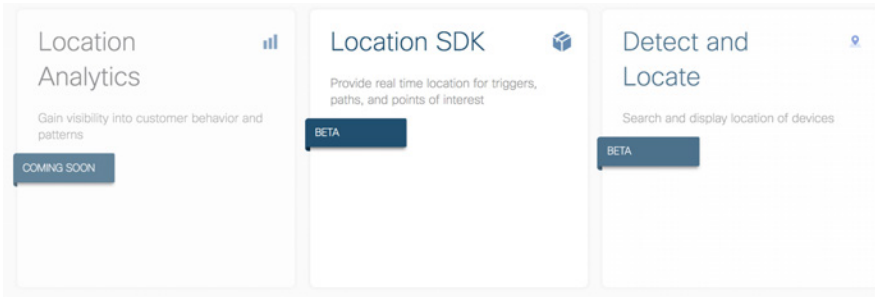 Location
Analytics
Gain visibility into customer behavior and
patterns
COMING SOON
Location SDK
Provide real time location for triggers,
paths, and points of interest
BETA
Detect and
Locate
Search and display location of devices
BETA